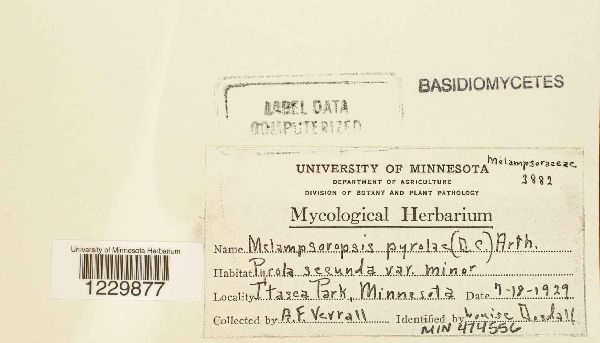 BASIDIOMYCETES
LABEL DATA
COMPUTERIZED
UNIVERSITY OF MINNESOTA Melampsoraceae
DEPARTMENT OF AGRICULTURE 3882
DIVISION OF BOTANY AND PLANT PATHOLOGY
Mycological Herbarium
Name Melampsoropsis pyrolae (D.C.) Arth.
Habitat Pyrola secunda var. minor
Locality Itasca Park, Minnesota Date 7-18-1929
Collected by A.F. Verrall Identified by Louise Dosdall
MIN 474556
University of Minnesota Herbarium
1229877